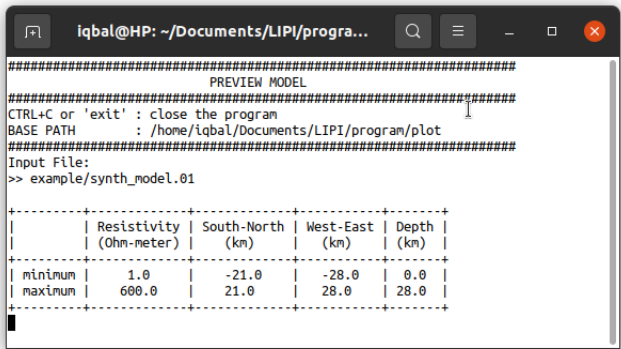 iqbal@HP: ~/Documents/LIPI/progra...
####################################################################
PREVIEW MODEL
####################################################################
CTRL+C or 'exit' : close the program
BASE PATH : /home/iqbal/Documents/LIPI/program/plot
####################################################################
Input File:
>> example/synth_model.01
+---------+--------------+-------------+-----------+-------+
| | Resistivity | South-North | West-East | Depth |
| | (Ohm-meter) | (km) | (km) | (km) |
+---------+--------------+-------------+-----------+-------+
| minimum | 1.0 | -21.0 | -28.0 | 0.0 |
| maximum | 600.0 | 21.0 | 28.0 | 28.0 |
+---------+--------------+-------------+-----------+-------+